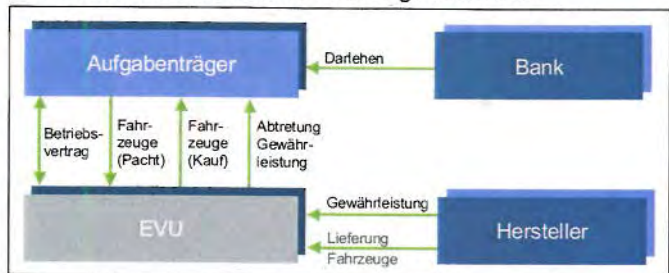 Aufgabenträger
Darlehen
Bank
Betriebs-
vertrag
Fahr-
zeuge
(Pacht)
Fahr-
zeuge
(Kauf)
Abtretung
Gewähr-
leistung
EVU
Gewährleistung
Lieferung
Fahrzeuge
Hersteller